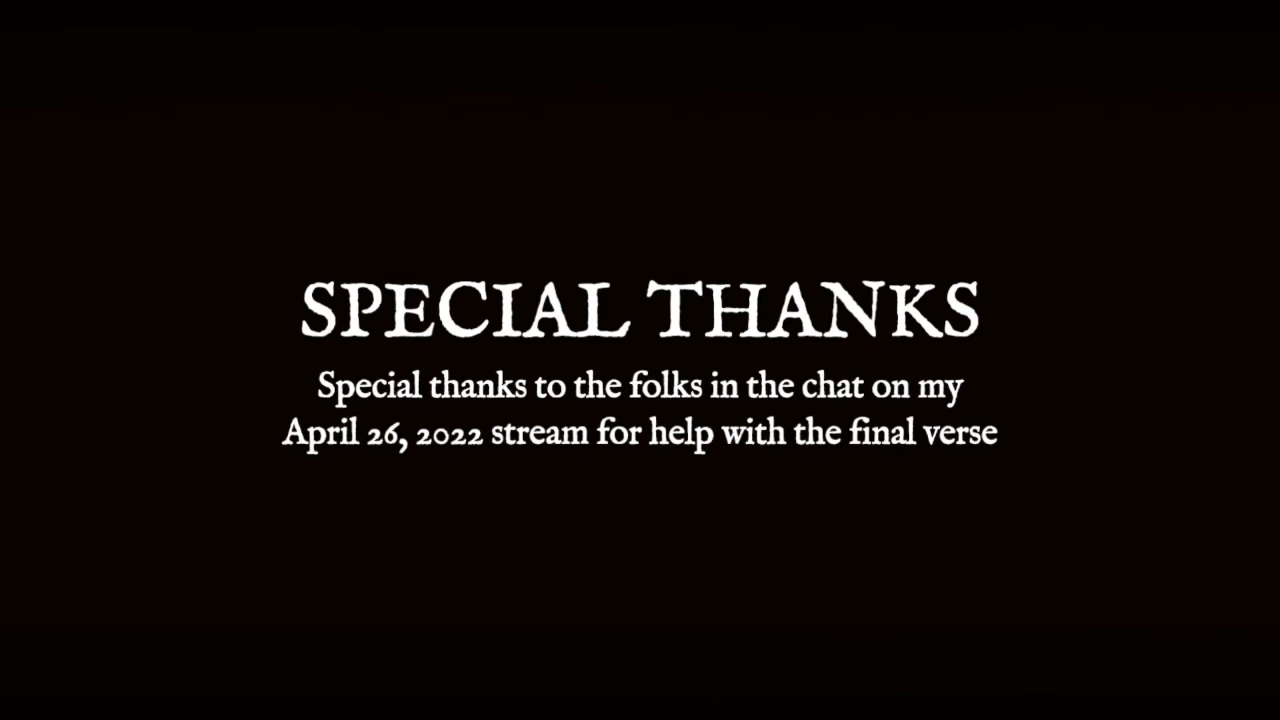 SPECIAL THANKS
Special thanks to the folks in the chat on my
April 26, 2022 stream for help with the final verse